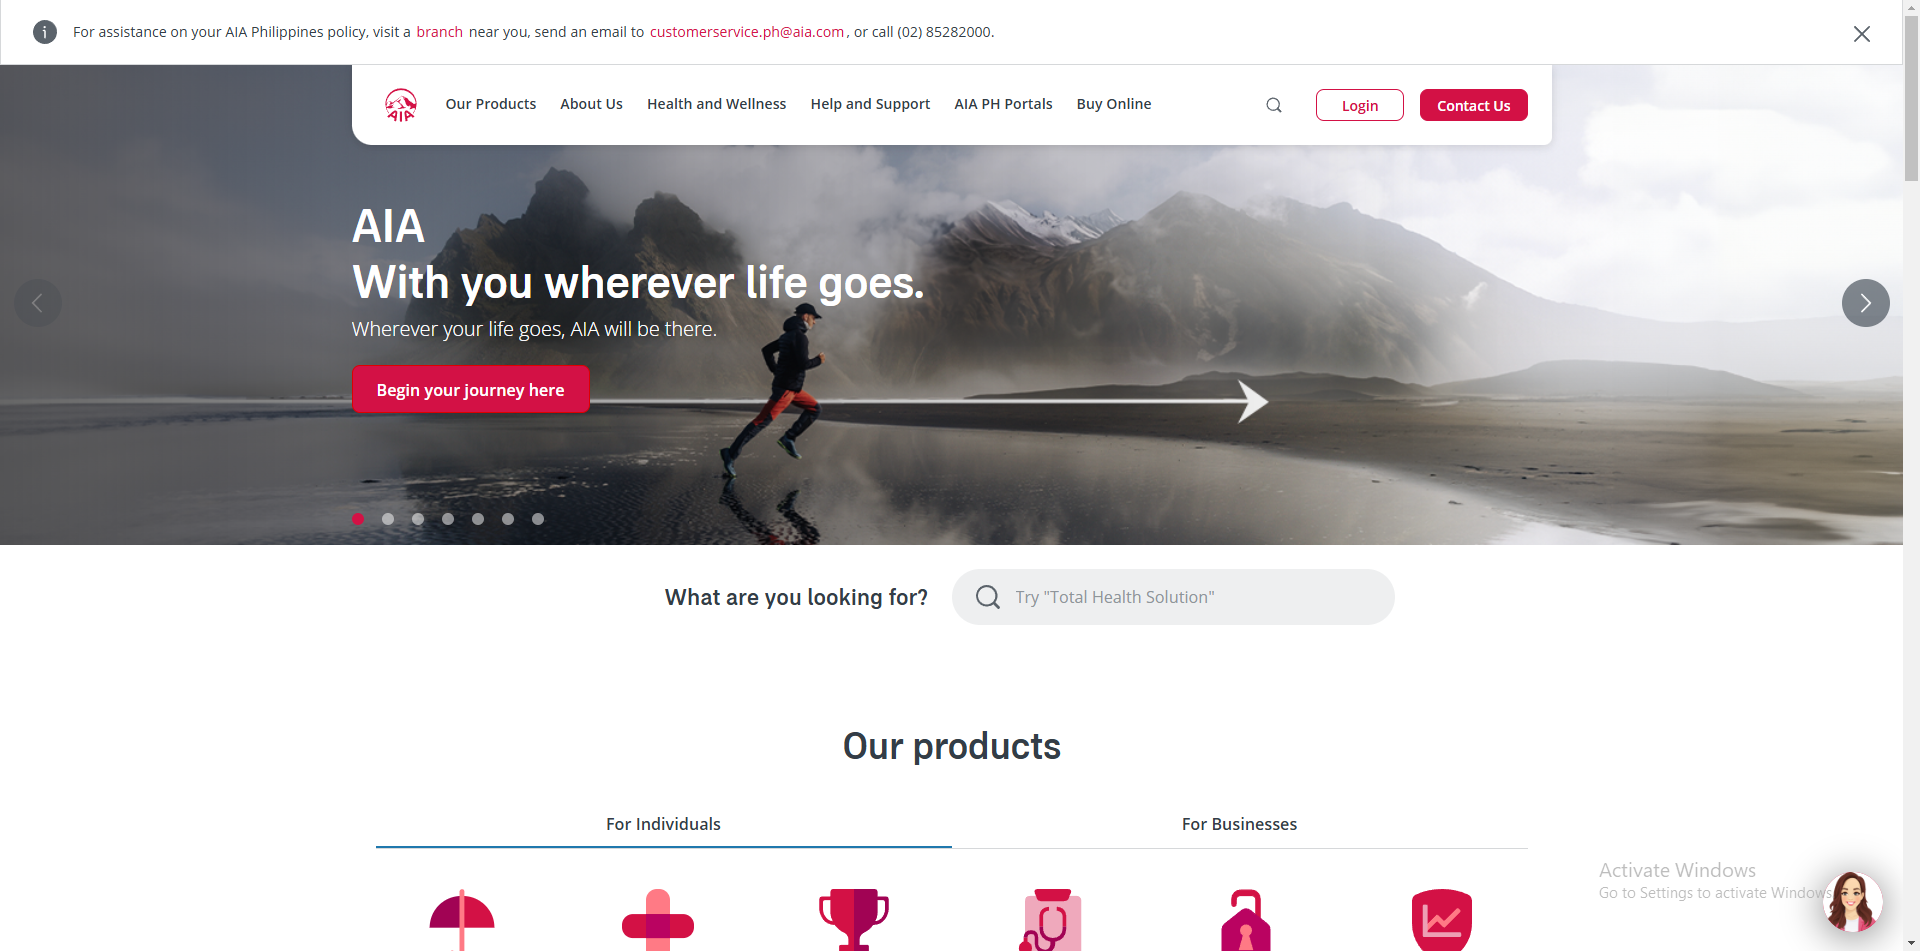 For assistance on your AIA Philippines policy, visit a branch near you, send an email to customerservice.ph@aia.com, or call (02) 85282000.
AIA
Our Products
About Us
Health and Wellness
Help and Support
AIA PH Portals
Buy Online
Login
Contact Us
AIA
With you wherever life goes.
Wherever your life goes, AIA will be there.
Begin your journey here
What are you looking for?
Try "Total Health Solution"
Our products
For Individuals
For Businesses
Activate Windows
Go to Settings to activate Windows